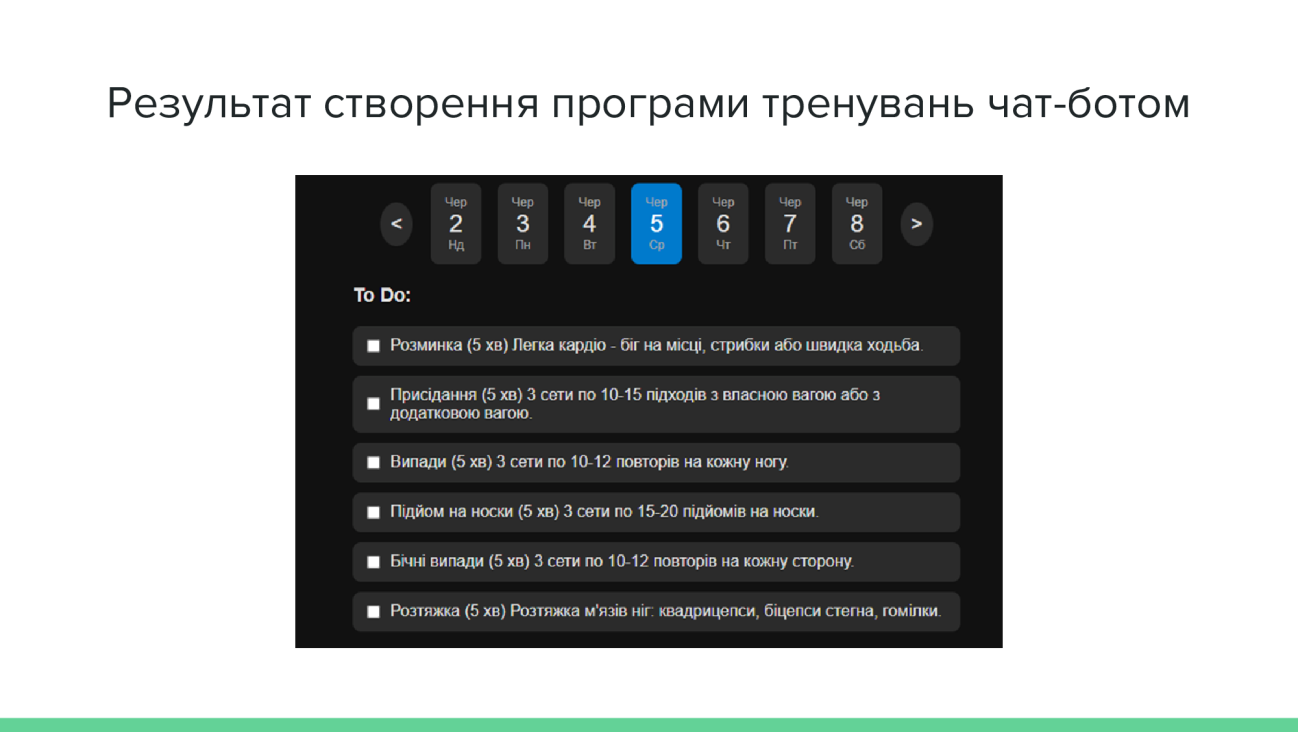 Результат створення програми тренувань чат-ботом
< Чер Чер Чер Чер Чер Чер Чер >
2 3 4 5 6 7 8
Нд Пн Вт Ср Чт Пт Сб
To Do:
Розминка (5 хв) Легка кардіо - біг на місці, стрибки або швидка ходьба.
Присідання (5 хв) 3 сети по 10-15 підходів з власною вагою або з
додатковою вагою.
Випади (5 хв) 3 сети по 10-12 повторів на кожну ногу.
Підйом на носки (5 хв) 3 сети по 15-20 підйомів на носки.
Бічні випади (5 хв) 3 сети по 10-12 повторів на кожну сторону.
Розтяжка (5 хв) Розтяжка м'язів ніг: квадрицепси, біцепси стегна, гомілки.